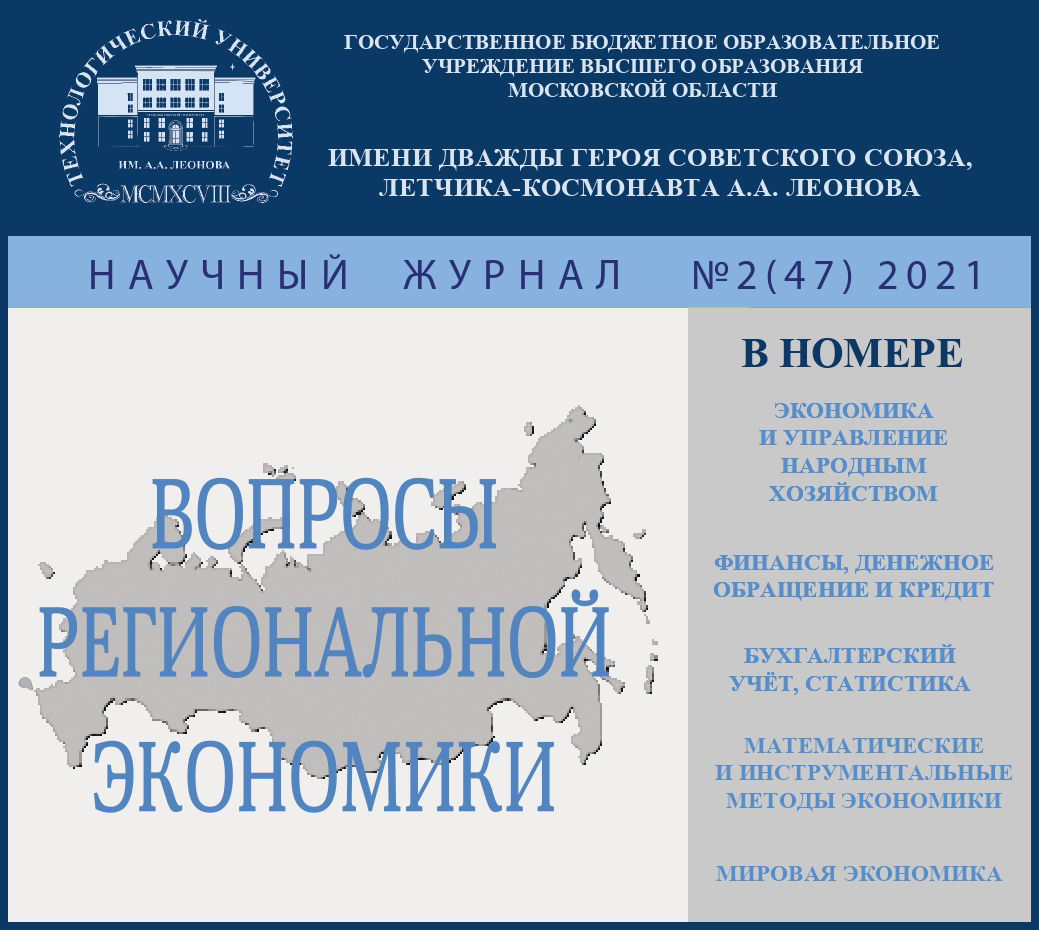 ТЕХНОЛОГИЧЕСКИЙ УНИВЕРСИТЕТ
ИМ. А.А. ЛЕОНОВА
MCMXCVIII
ГОСУДАРСТВЕННОЕ БЮДЖЕТНОЕ ОБРАЗОВАТЕЛЬНОЕ
УЧРЕЖДЕНИЕ ВЫСШЕГО ОБРАЗОВАНИЯ
МОСКОВСКОЙ ОБЛАСТИ
ИМЕНИ ДВАЖДЫ ГЕРОЯ СОВЕТСКОГО СОЮЗА,
ЛЕТЧИКА-КОСМОНАВТА А.А. ЛЕОНОВА
НАУЧНЫЙ ЖУРНАЛ №2(47) 2021
ВОПРОСЫ
РЕГИОНАЛЬНОЙ
ЭКОНОМИКИ
В НОМЕРЕ
ЭКОНОМИКА
И УПРАВЛЕНИЕ
НАРОДНЫМ
ХОЗЯЙСТВОМ
ФИНАНСЫ, ДЕНЕЖНОЕ
ОБРАЩЕНИЕ И КРЕДИТ
БУХГАЛТЕРСКИЙ
УЧЁТ, СТАТИСТИКА
МАТЕМАТИЧЕСКИЕ
И ИНСТРУМЕНТАЛЬНЫЕ
МЕТОДЫ ЭКОНОМИКИ
МИРОВАЯ ЭКОНОМИКА